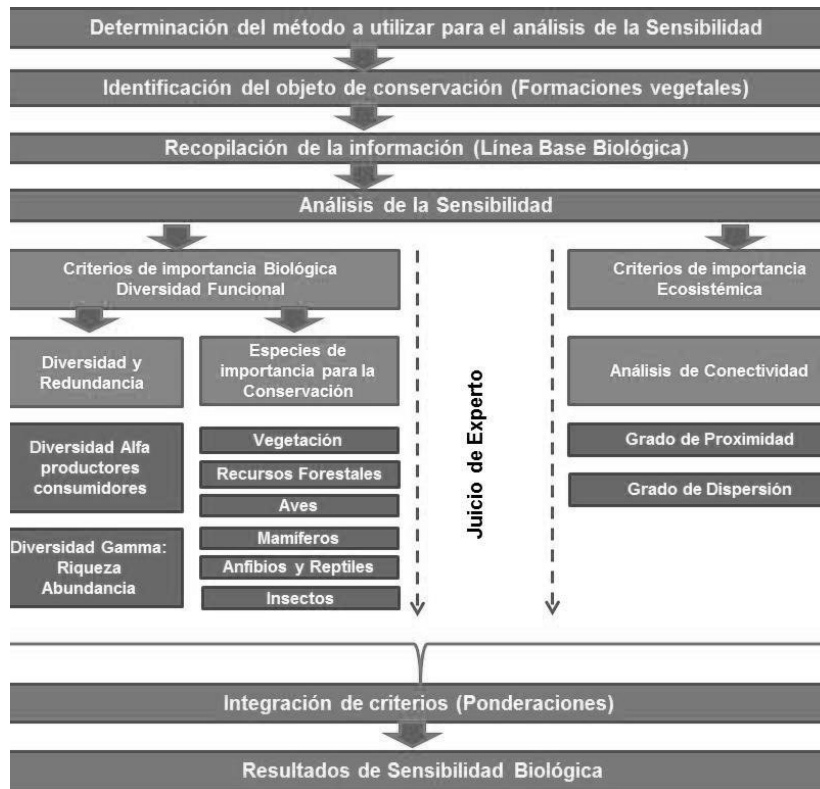 Determinación del método a utilizar para el análisis de la Sensibilidad
Identificación del objeto de conservación (Formaciones vegetales)
Recopilación de la información (Línea Base Biológica)
Análisis de la Sensibilidad
Criterios de importancia Biológica
Diversidad Funcional
Diversidad y
Redundancia
Diversidad Alfa
productores
consumidores
Diversidad Gamma:
Riqueza
Abundancia
Especies de
importancia para la
Conservación
Vegetación
Recursos Forestales
Aves
Mamíferos
Anfibios y Reptiles
Insectos
Juicio de Experto
Criterios de importancia
Ecosistémica
Análisis de Conectividad
Grado de Proximidad
Grado de Dispersión
Integración de criterios (Ponderaciones)
Resultados de Sensibilidad Biológica